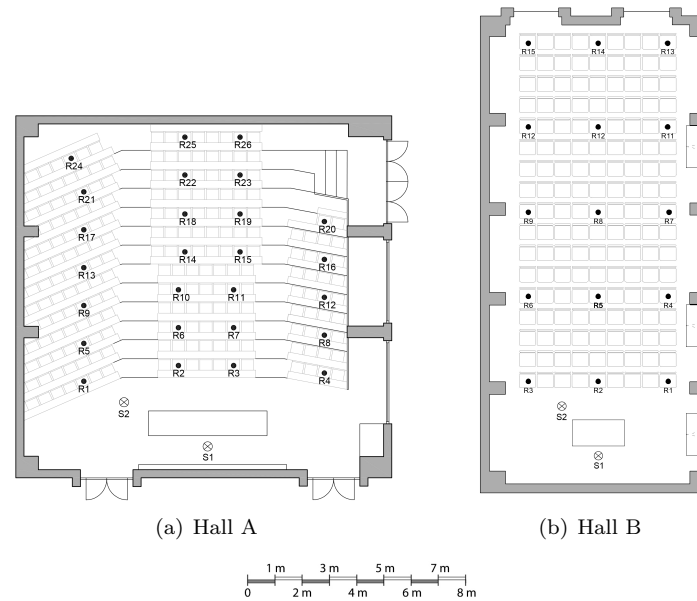 R15 R14 R13
R12 R12 R11
R25 R26
R24
R22 R23
R21
R18 R19
R9 R8 R7
R20
R17
R14 R15
R16
R13
R10 R11
R6 R5 R4
R12
R9
R6 R7
R8
R5
R2 R3
R4
R1
R3 R2 R1
S2
S2
S1
S1
(a) Hall A
(b) Hall B
1 m 3 m 5 m 7 m
0 2 m 4 m 6 m 8 m